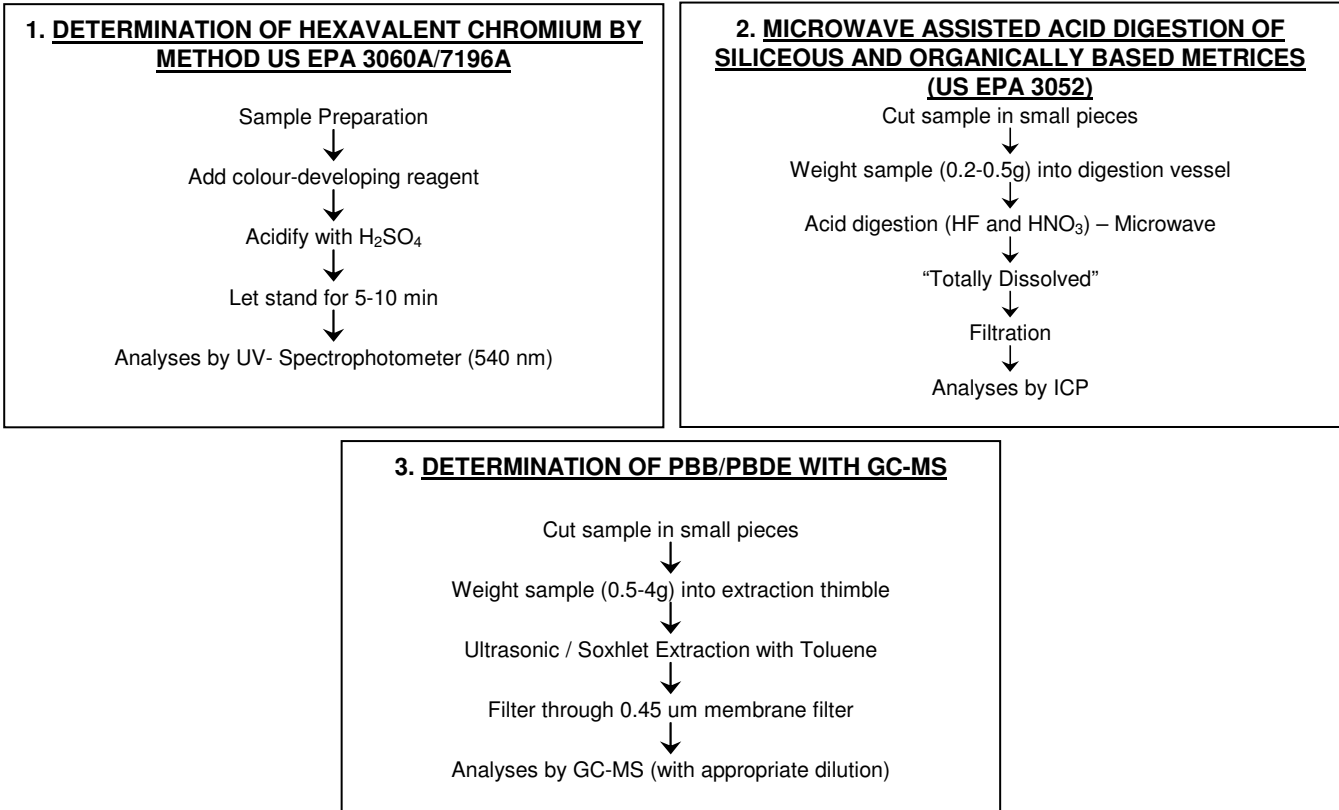 1. DETERMINATION OF HEXAVALENT CHROMIUM BY
METHOD US EPA 3060A/7196A
Sample Preparation
Add colour-developing reagent
Acidify with H₂SO₄
Let stand for 5-10 min
Analyses by UV- Spectrophotometer (540 nm)
2. MICROWAVE ASSISTED ACID DIGESTION OF
SILICEOUS AND ORGANICALLY BASED METRICES
(US EPA 3052)
Cut sample in small pieces
Weight sample (0.2-0.5g) into digestion vessel
Acid digestion (HF and HNO₃) – Microwave
“Totally Dissolved”
Filtration
Analyses by ICP
3. DETERMINATION OF PBB/PBDE WITH GC-MS
Cut sample in small pieces
Weight sample (0.5-4g) into extraction thimble
Ultrasonic / Soxhlet Extraction with Toluene
Filter through 0.45 um membrane filter
Analyses by GC-MS (with appropriate dilution)